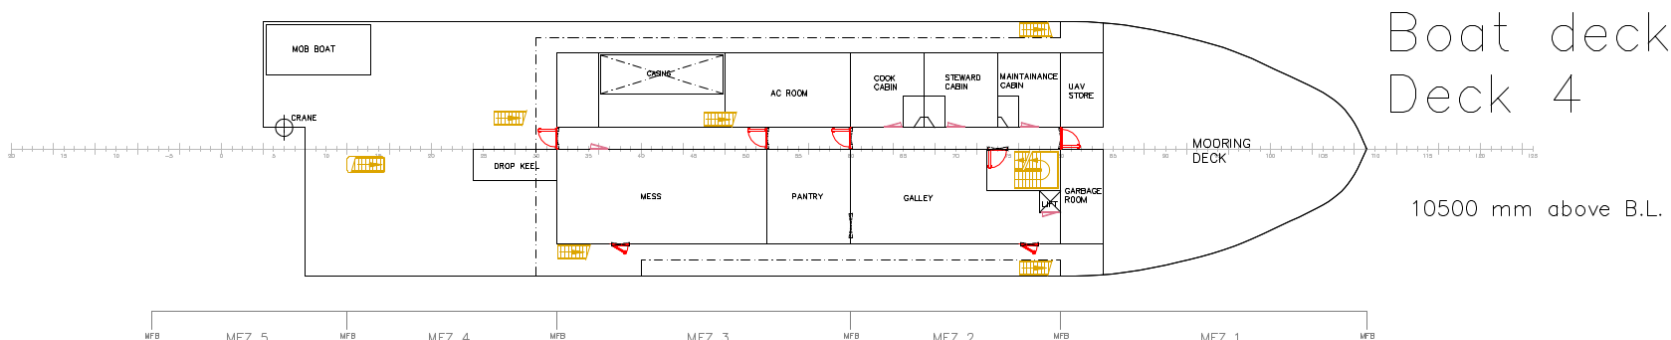 Boat deck
Deck 4
10500 mm above B.L.
MOB BOAT
CRANE
CASING
AC ROOM
COOK
CABIN
STEWARD
CABIN
MAINTAINANCE
CABIN
UAV
STORE
MOORING
DECK
DROP KEEL
MESS
PANTRY
GALLEY
LIFT
GARBAGE
ROOM
MFB
MFZ 5
MFB
MFZ 4
MFB
MFZ 3
MFB
MFZ 2
MFB
MFZ 1
MFB